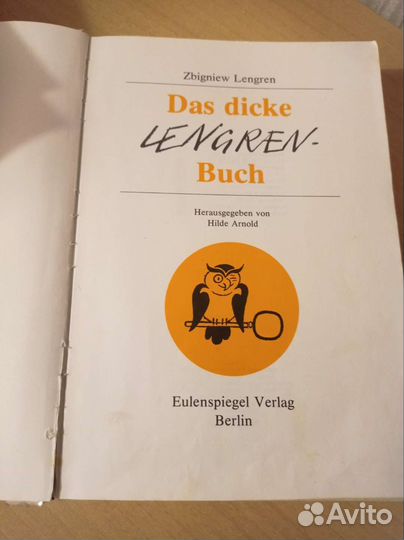 Zbigniew Lengren
Das dicke
LENGREN-
Buch
Herausgegeben von
Hilde Arnold
Eulenspiegel Verlag
Berlin
Avito